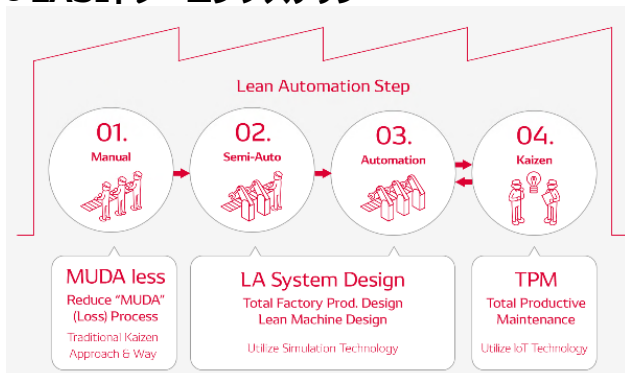 Lean Automation Step
01.
Manual
02.
Semi-Auto
03.
Automation
04.
Kaizen
MUDA less
Reduce "MUDA"
(Loss) Process
Traditional Kaizen
Approach & Way
LA System Design
Total Factory Prod. Design
Lean Machine Design
Utilize Simulation Technology
TPM
Total Productive
Maintenance
Utilize IoT Technology